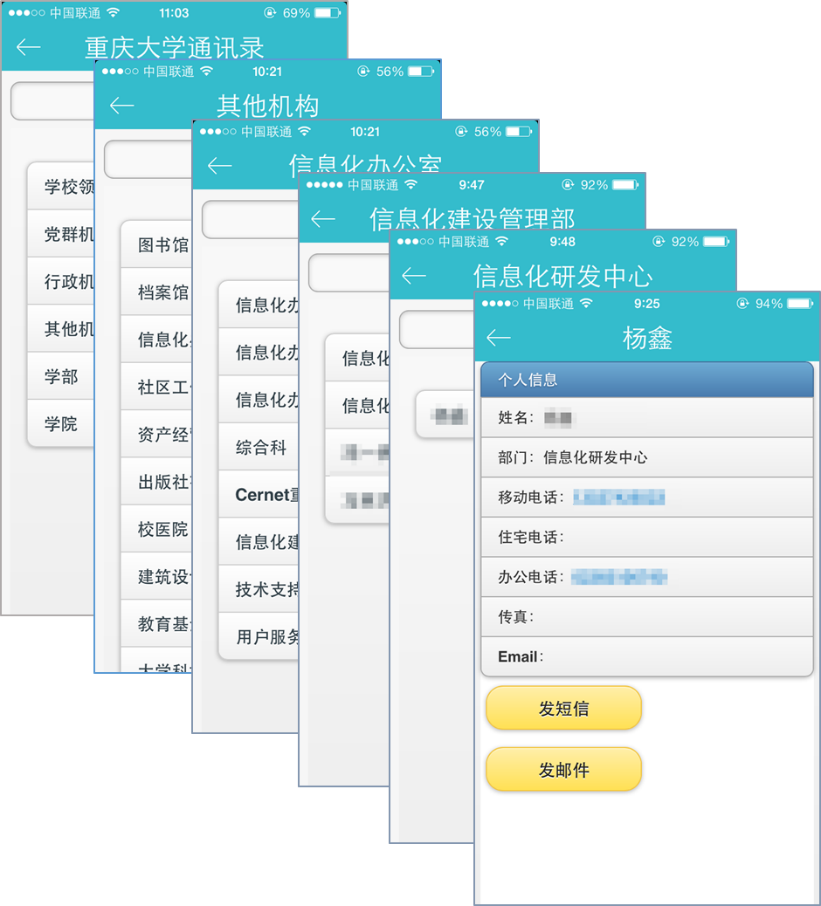 中国联通 11:03 69%
重庆大学通讯录
学校领
党群机
行政机
其他机
学部
学院
中国联通 10:21 56%
其他机构
图书馆
档案馆
信息化
社区工
资产经
出版社
校医院
建筑设
教育基
大学科
中国联通 10:21 56%
信息化办公室
信息化办
信息化办
信息化办
综合科
Cernet重
信息化建
技术支持
用户服务
中国联通 9:47 92%
信息化建设管理部
信息化
信息化
中国联通 9:48 92%
信息化研发中心
中国联通 9:25 94%
杨鑫
个人信息
姓名:
部门: 信息化研发中心
移动电话:
住宅电话:
办公电话:
传真:
Email:
发短信
发邮件